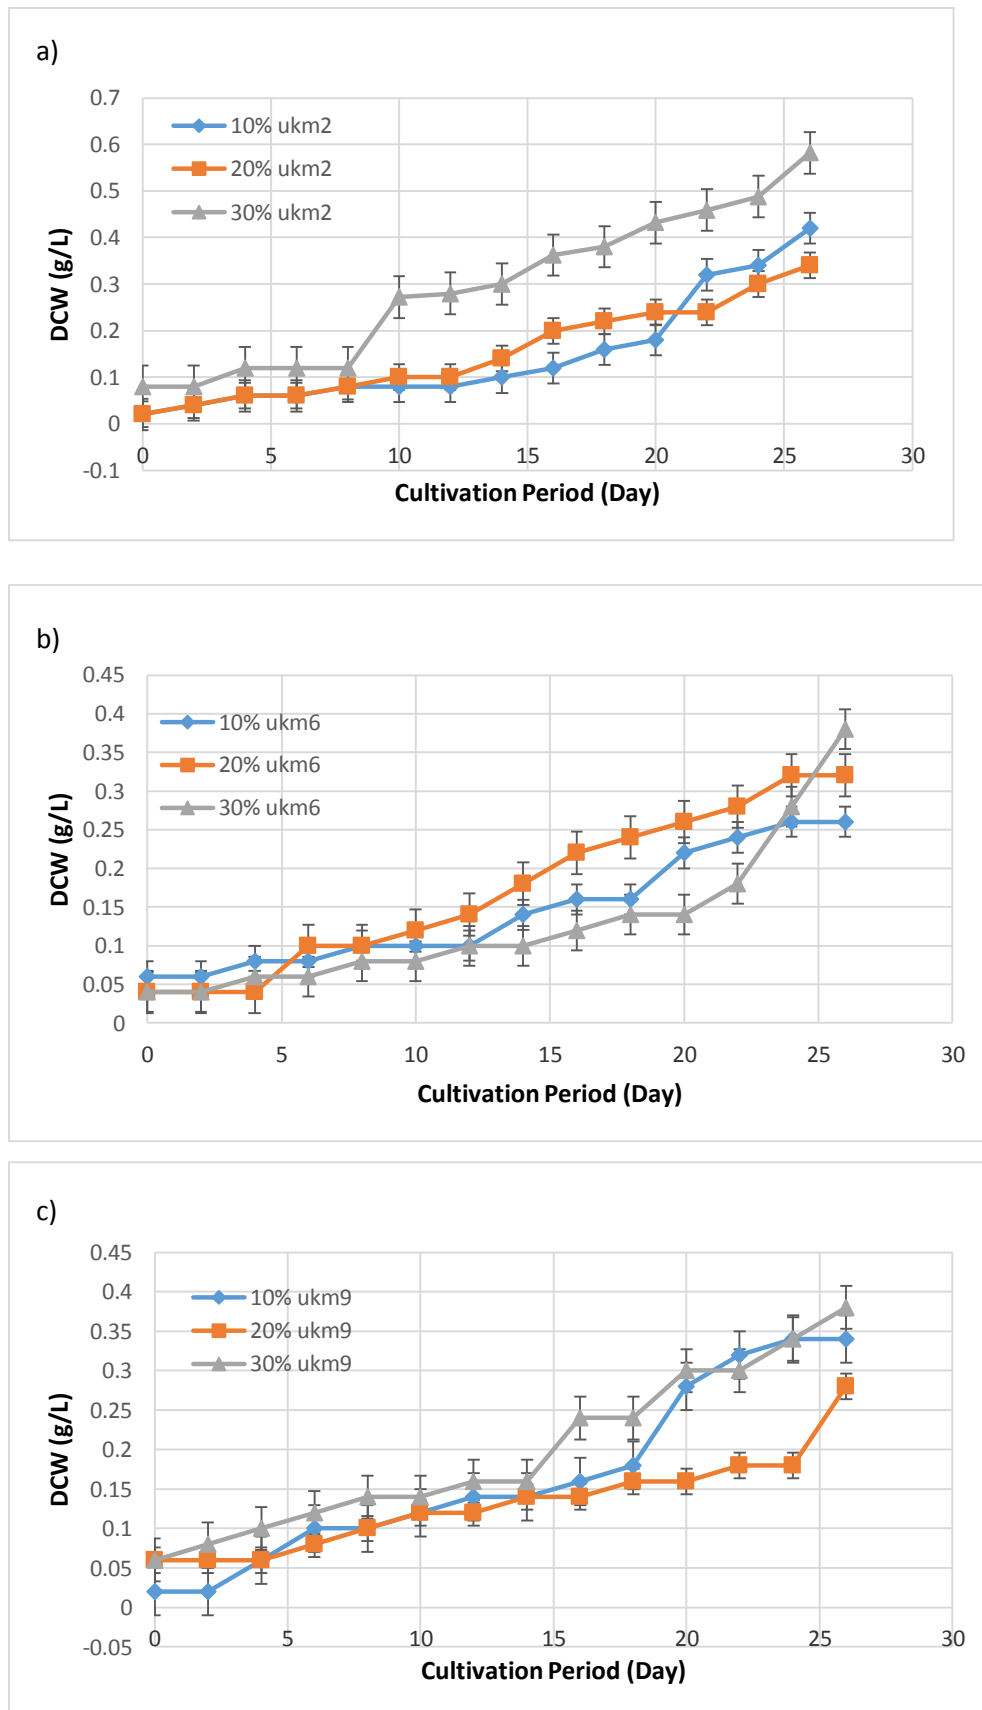 a)
0.7
0.6
0.5
0.4
0.3
0.2
0.1
0
-0.1
DCW (g/L)
10% ukm2
20% ukm2
30% ukm2
0 5 10 15 20 25 30
Cultivation Period (Day)
b)
0.45
0.4
0.35
0.3
0.25
0.2
0.15
0.1
0.05
0
DCW (g/L)
10% ukm6
20% ukm6
30% ukm6
0 5 10 15 20 25 30
Cultivation Period (Day)
c)
0.45
0.4
0.35
0.3
0.25
0.2
0.15
0.1
0.05
0
-0.05
DCW (g/L)
10% ukm9
20% ukm9
30% ukm9
0 5 10 15 20 25 30
Cultivation Period (Day)